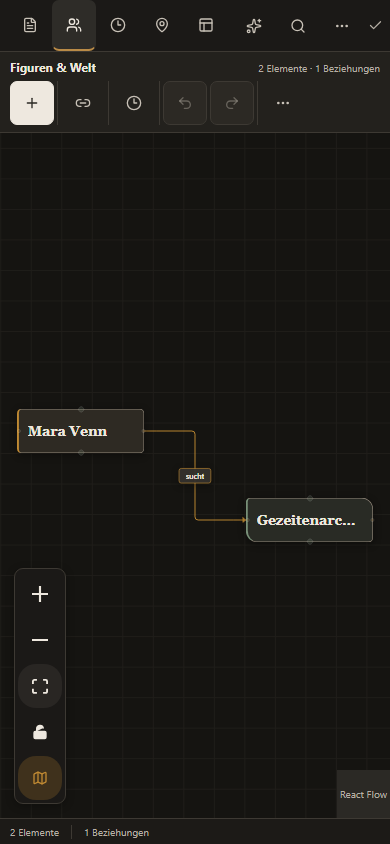 Figuren & Welt
2 Elemente · 1 Beziehungen
Mara Venn
sucht
Gezeitenarc...
React Flow
2 Elemente
1 Beziehungen